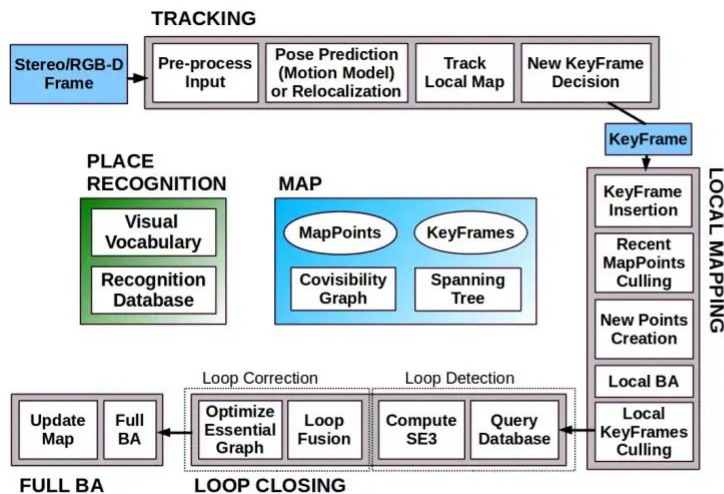 TRACKING
Stereo/RGB-D
Frame
Pre-process
Input
Pose Prediction
(Motion Model)
or Relocalization
Track
Local Map
New KeyFrame
Decision
KeyFrame
PLACE
RECOGNITION
Visual
Vocabulary
Recognition
Database
MAP
MapPoints
KeyFrames
Covisibility
Graph
Spanning
Tree
LOCAL MAPPING
KeyFrame
Insertion
Recent
MapPoints
Culling
New Points
Creation
Local BA
Local
KeyFrames
Culling
Loop Correction
Loop Detection
Update
Map
Full
BA
Optimize
Essential
Graph
Loop
Fusion
Compute
SE3
Query
Database
FULL BA
LOOP CLOSING